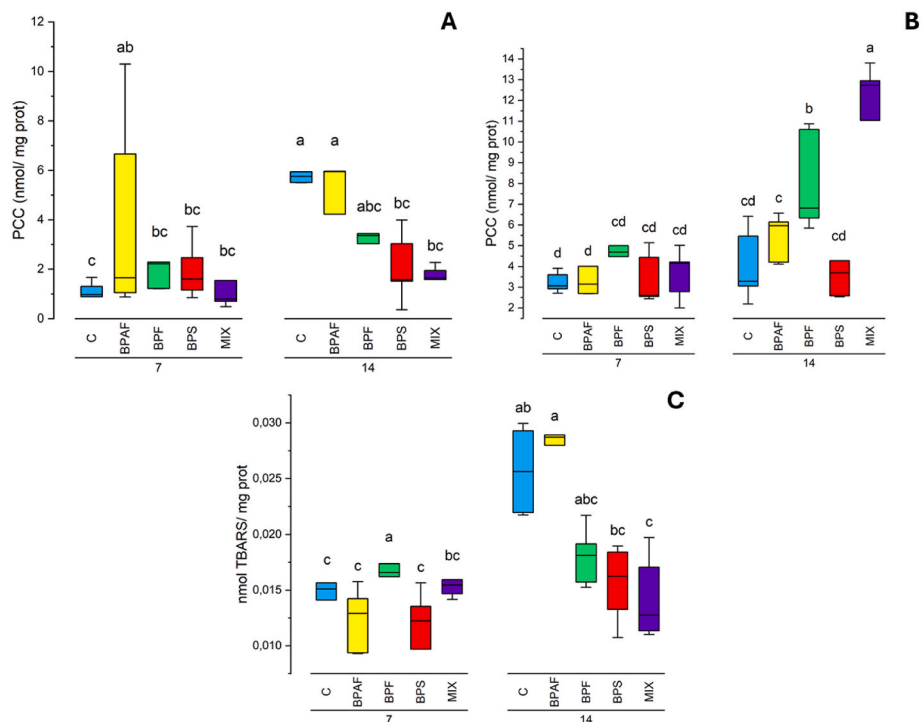 A
12
10
8
6
4
2
0
PCC (nmol/ mg prot)
c
ab
bc
bc
bc
a
a
abc
bc
bc
C
BPAF
BPF
BPS
MIX
C
BPAF
BPF
BPS
MIX
7
14
B
14
13
12
11
10
9
8
7
6
5
4
3
2
PCC (nmol/ mg prot)
d
d
cd
cd
cd
cd
c
b
cd
a
C
BPAF
BPF
BPS
MIX
C
BPAF
BPF
BPS
MIX
7
14
C
0,030
0,025
0,020
0,015
0,010
nmol TBARS/ mg prot
c
c
a
c
bc
ab
a
abc
bc
c
C
BPAF
BPF
BPS
MIX
C
BPAF
BPF
BPS
MIX
7
14